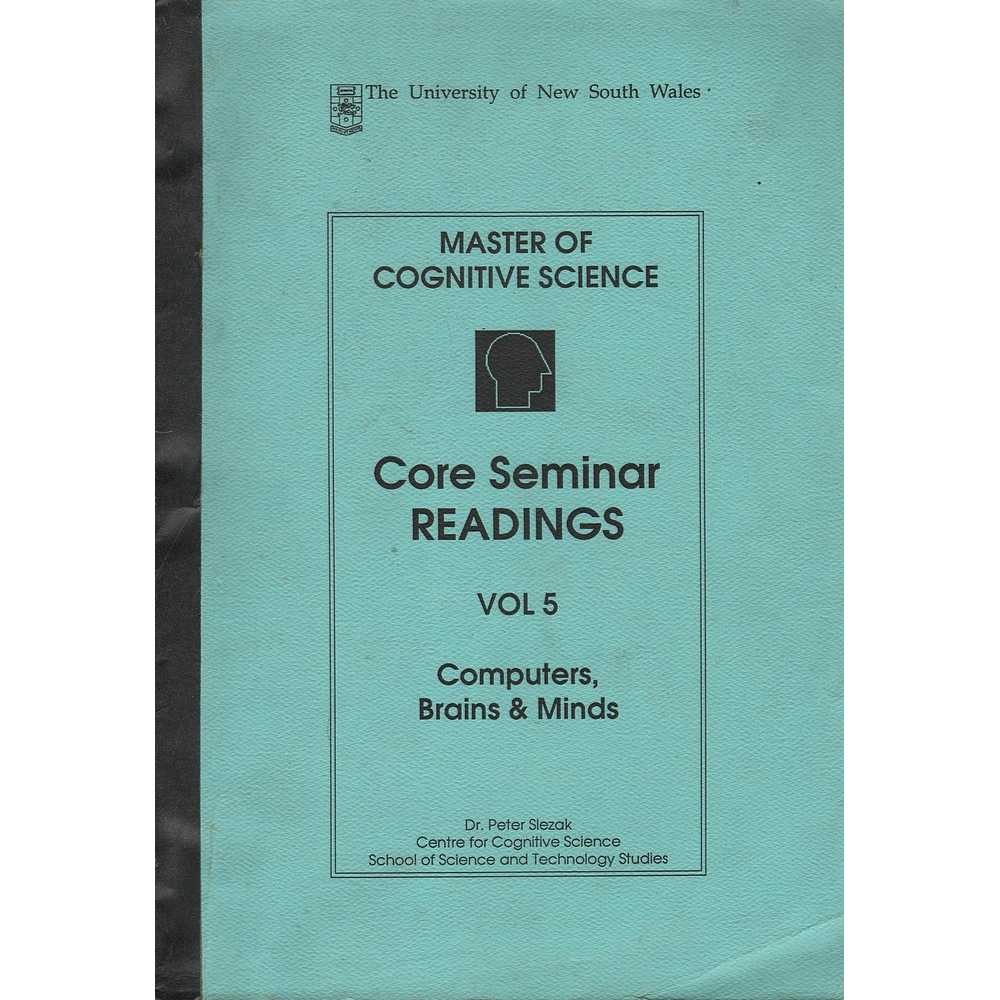 The University of New South Wales
MASTER OF
COGNITIVE SCIENCE
Core Seminar
READINGS
VOL 5
Computers,
Brains & Minds
Dr. Peter Slezak
Centre for Cognitive Science
School of Science and Technology Studies